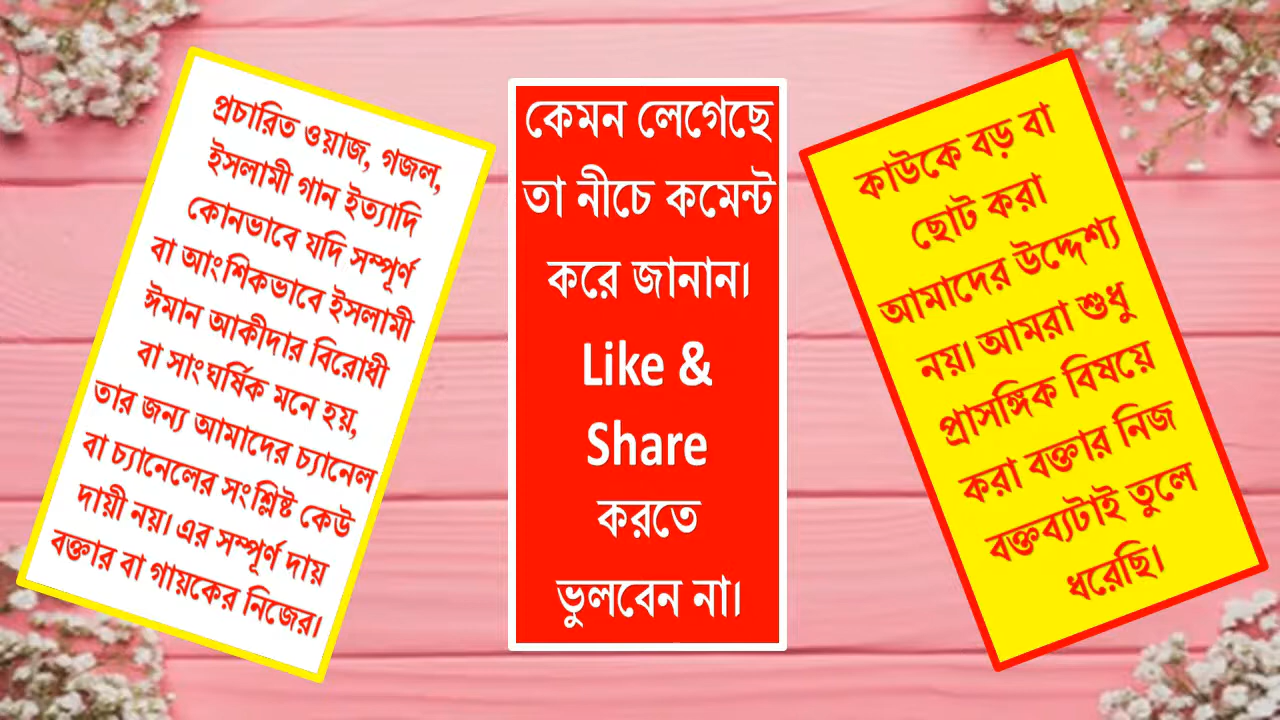 প্রচারিত ওয়াজ, গজল,
ইসলামী গান ইত্যাদি
কোনভাবে যদি সম্পূর্ণ
বা আংশিকভাবে ইসলামী
ঈমান আকীদার বিরোধী
বা সাংঘর্ষিক মনে হয়,
তার জন্য আমাদের চ্যানেল
বা চ্যানেলের সংশ্লিষ্ট কেউ
দায়ী নয়। এর সম্পূর্ণ দায়
বক্তার বা গায়কের নিজের।
কেমন লেগেছে
তা নীচে কমেন্ট
করে জানান।
Like &
Share
করতে
ভুলবেন না।
কাউকে বড় বা
ছোট করা
আমাদের উদ্দেশ্য
নয়। আমরা শুধু
প্রাসঙ্গিক বিষয়ে
করা বক্তার নিজ
বক্তব্যটাই তুলে
ধরেছি।